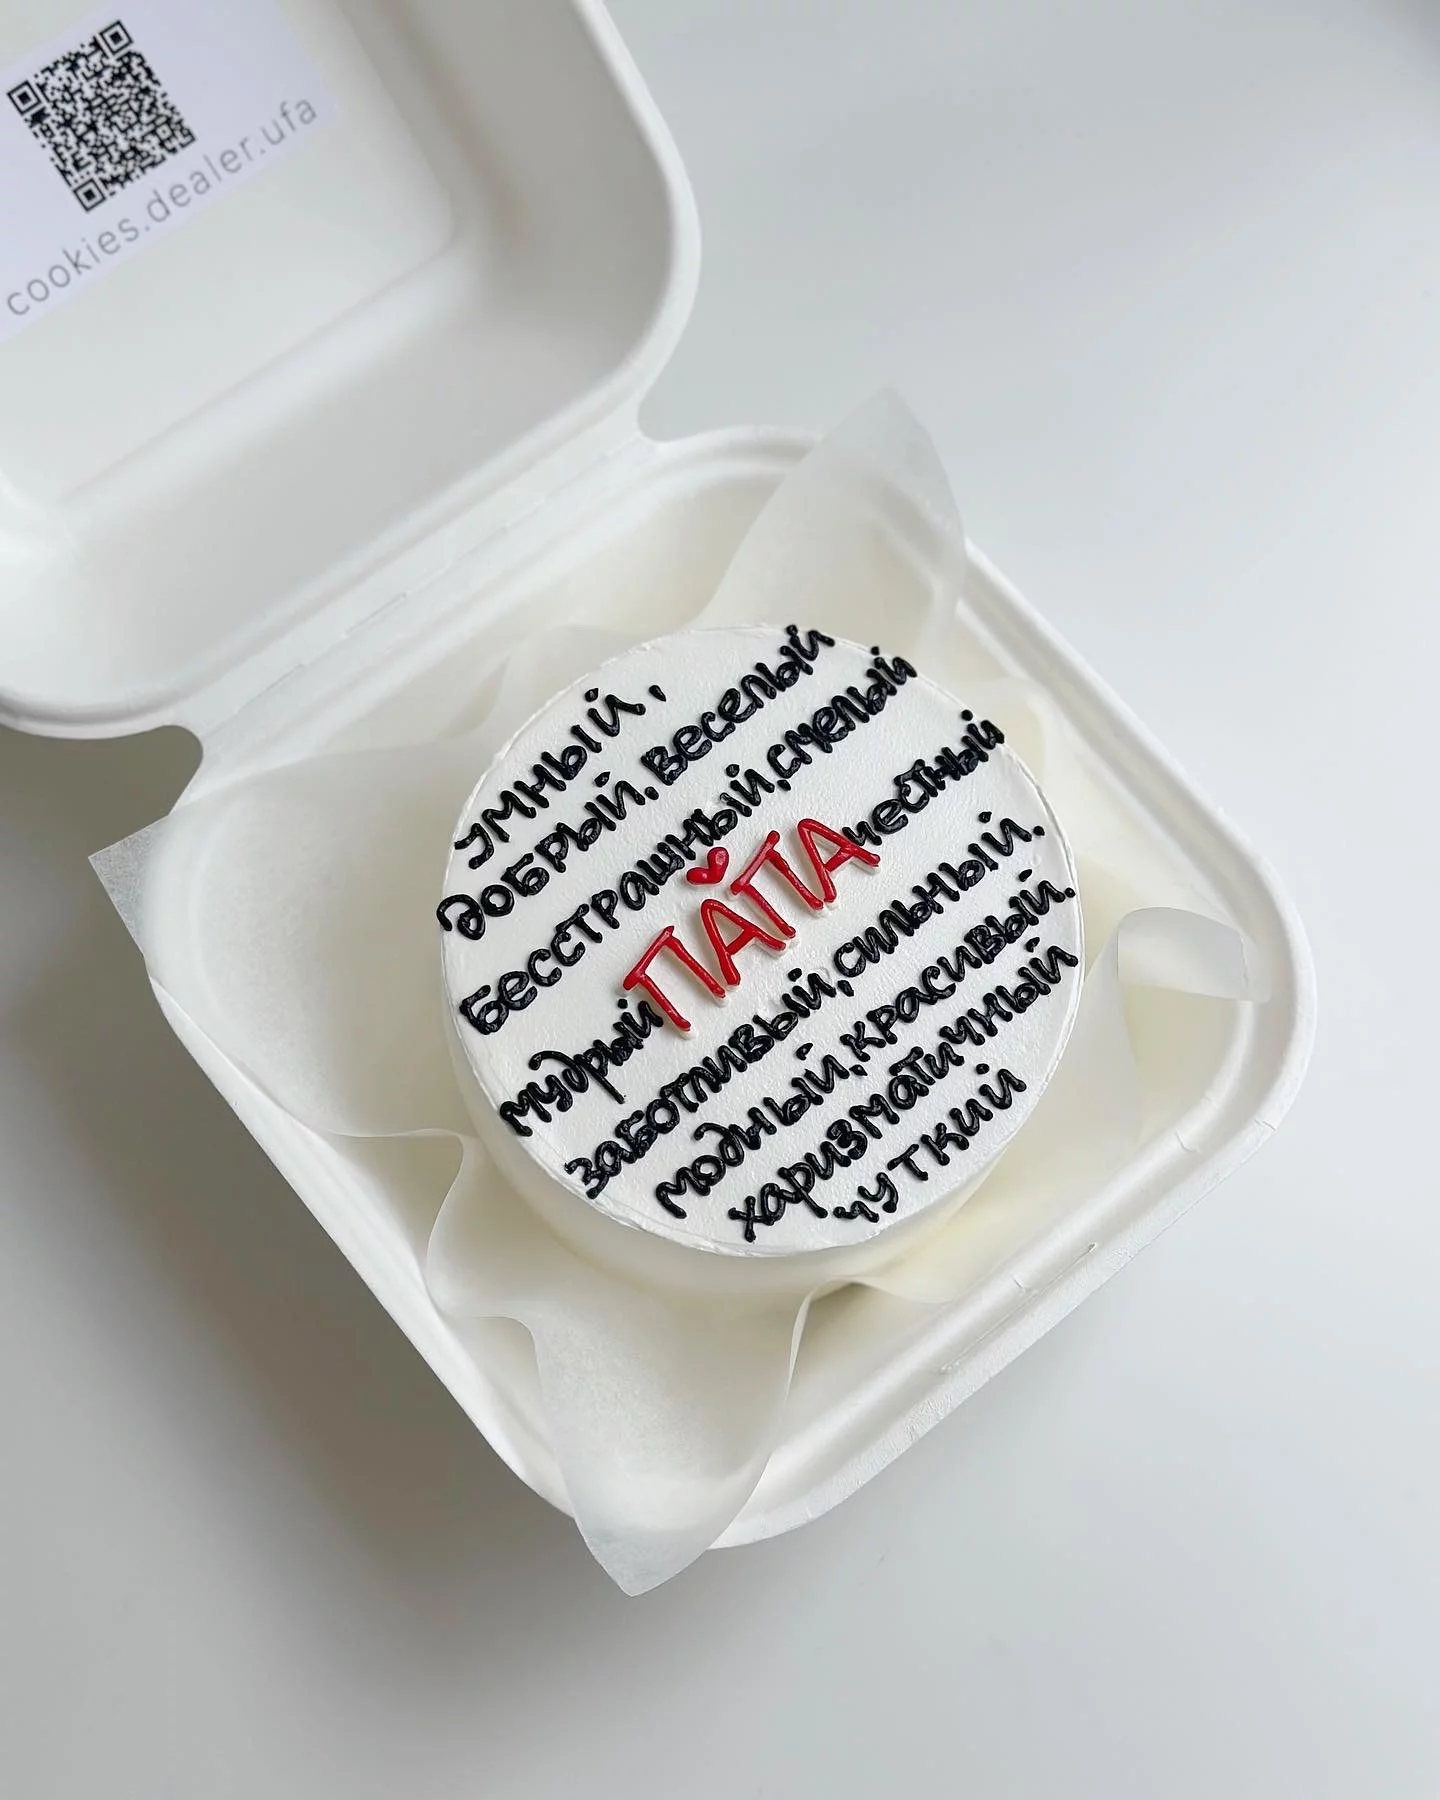 cookies.dealer.ufa
умный,
добрый, веселый
бесстрашный, смелый
мудрый ПАПА честный
заботливый, сильный,
модный, красивый,
харизматичный
чуткий